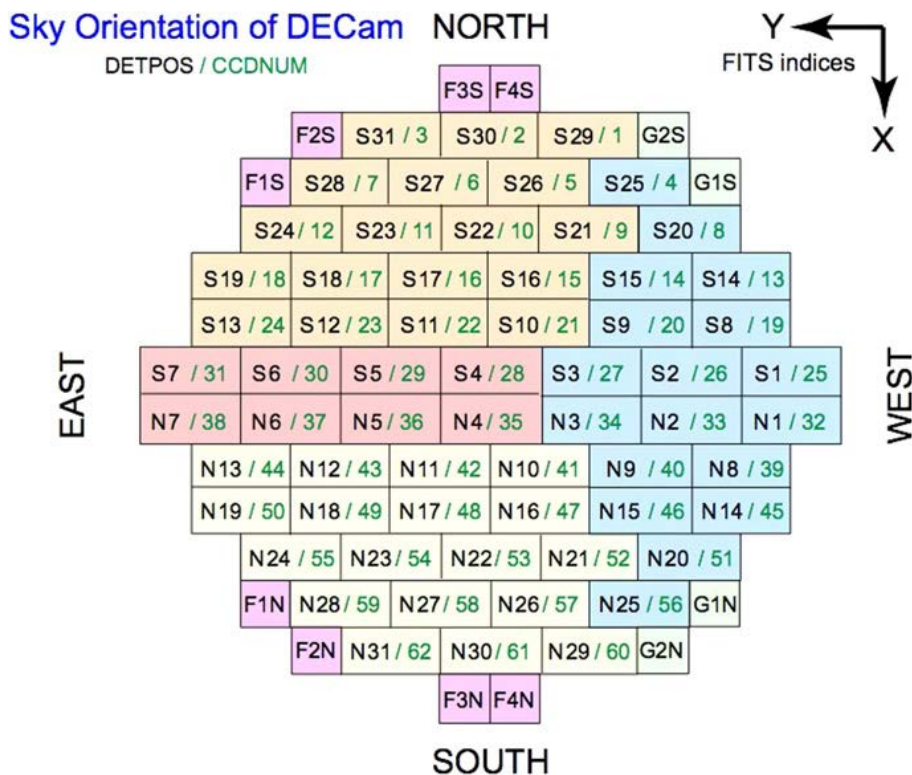 Sky Orientation of DECam NORTH
DETPOS / CCDNUM
Y
FITS indices
X
F3S F4S
F2S S31 / 3 S30 / 2 S29 / 1 G2S
F1S S28 / 7 S27 / 6 S26 / 5 S25 / 4 G1S
S24 / 12 S23 / 11 S22 / 10 S21 / 9 S20 / 8
S19 / 18 S18 / 17 S17 / 16 S16 / 15 S15 / 14 S14 / 13
S13 / 24 S12 / 23 S11 / 22 S10 / 21 S9 / 20 S8 / 19
EAST
S7 / 31 S6 / 30 S5 / 29 S4 / 28 S3 / 27 S2 / 26 S1 / 25
N7 / 38 N6 / 37 N5 / 36 N4 / 35 N3 / 34 N2 / 33 N1 / 32
WEST
N13 / 44 N12 / 43 N11 / 42 N10 / 41 N9 / 40 N8 / 39
N19 / 50 N18 / 49 N17 / 48 N16 / 47 N15 / 46 N14 / 45
N24 / 55 N23 / 54 N22 / 53 N21 / 52 N20 / 51
F1N N28 / 59 N27 / 58 N26 / 57 N25 / 56 G1N
F2N N31 / 62 N30 / 61 N29 / 60 G2N
F3N F4N
SOUTH